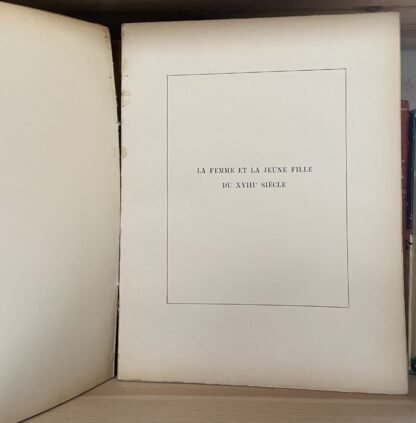 LA FEMME ET LA JEUNE FILLE
DU XVIIIᵉ SIÈCLE